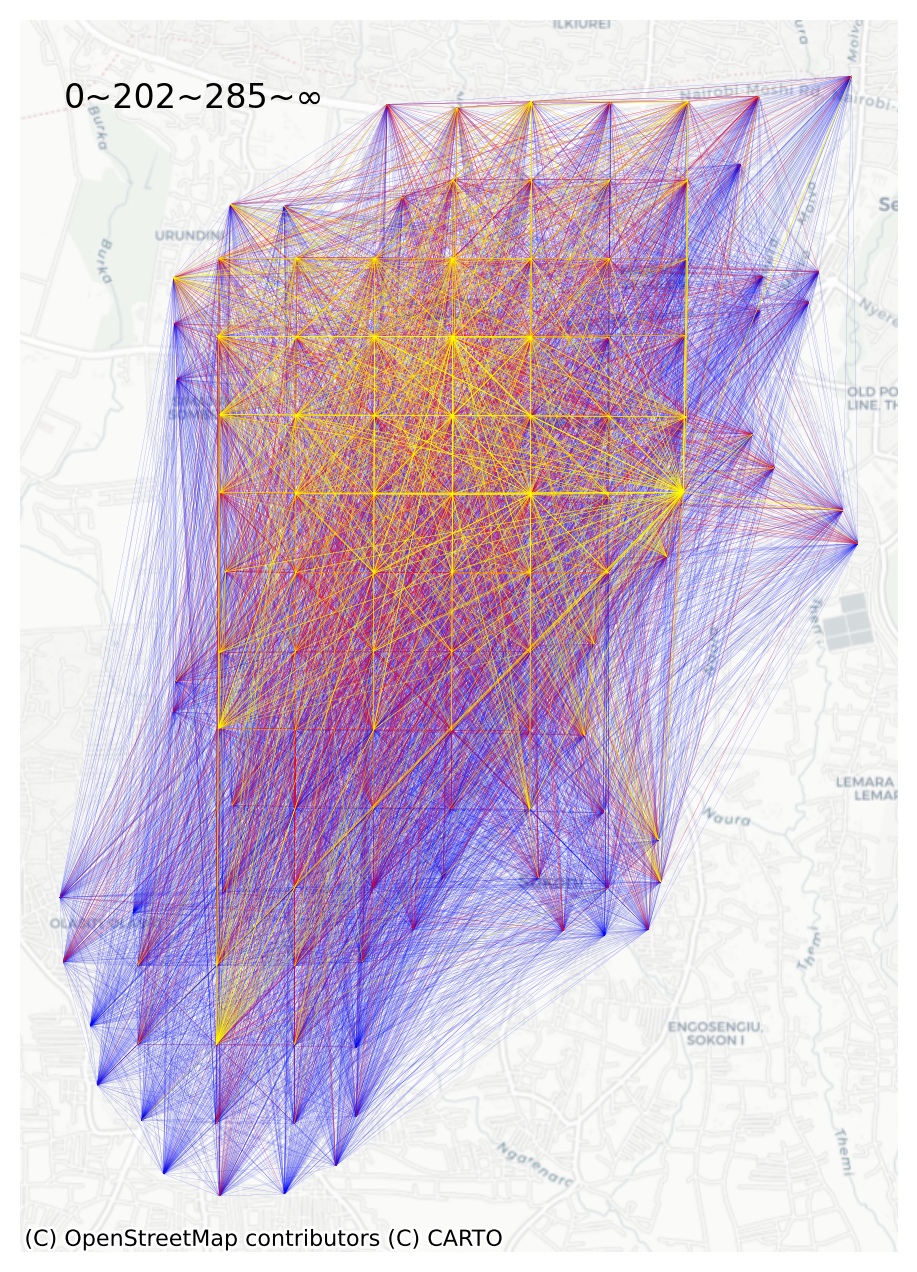 ILKIUREI
Moivo
Burka
0~202~285~∞
Nairobi Moshi Rd
Nairobi-
Burka
URUNDINI
Se
Nyere
OLD PO
LINE, TH
Themi
LEMARA
LEMAR
Naura
Themi
ENGOSENGIU,
SOKON I
Ngarenaro
Themi
(C) OpenStreetMap contributors (C) CARTO